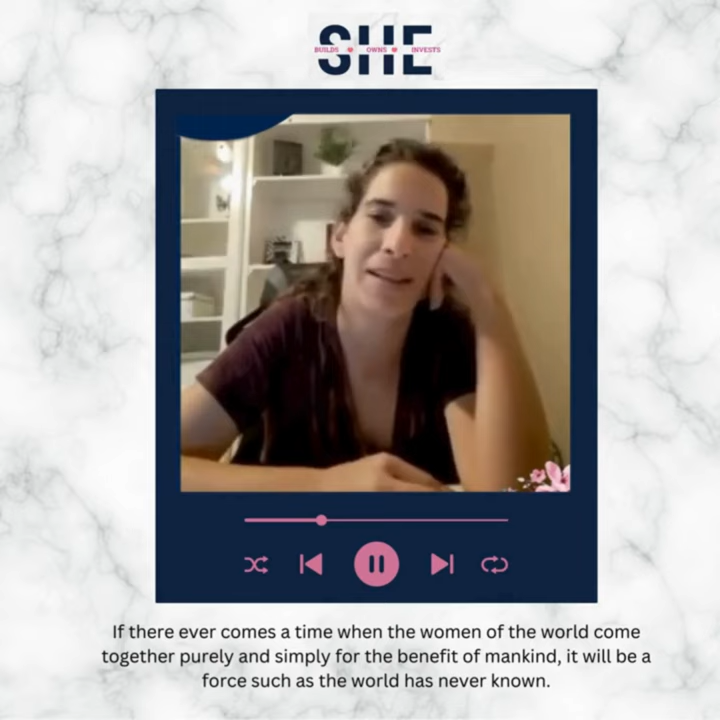 SHE
BUILDS OWNS INVESTS
If there ever comes a time when the women of the world come
together purely and simply for the benefit of mankind, it will be a
force such as the world has never known.